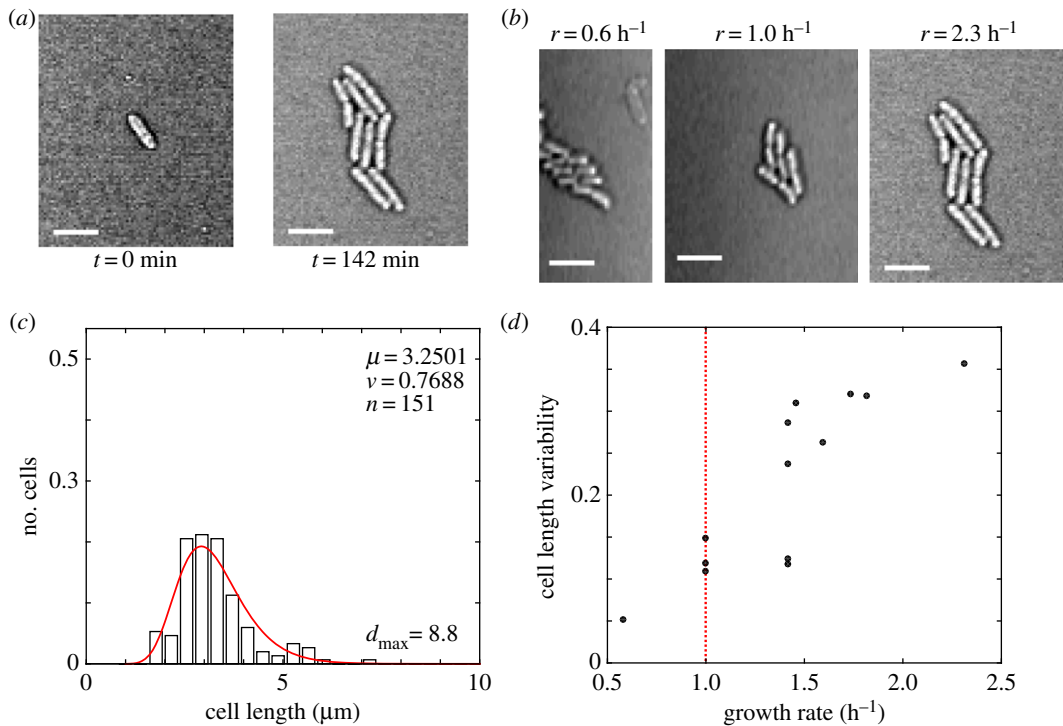 (a)
t = 0 min
t = 142 min
(b)
r = 0.6 h–1
r = 1.0 h–1
r = 2.3 h–1
(c)
μ = 3.2501
v = 0.7688
n = 151
dmax = 8.8
no. cells
0.5
0.3
0
0
5
10
cell length (μm)
(d)
cell length variability
0.4
0.2
0
0.5
1.0
1.5
2.0
2.5
growth rate (h–1)